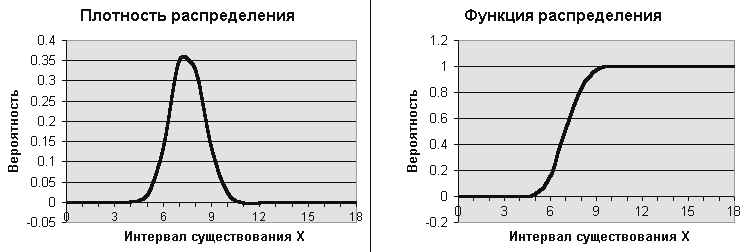 Плотность распределения
0.4
0.35
0.3
0.25
0.2
0.15
0.1
0.05
0
-0.05
Вероятность
0 3 6 9 12 15 18
Интервал существования X
Функция распределения
1.2
1
0.8
0.6
0.4
0.2
0
-0.2
Вероятность
0 3 6 9 12 15 18
Интервал существования X